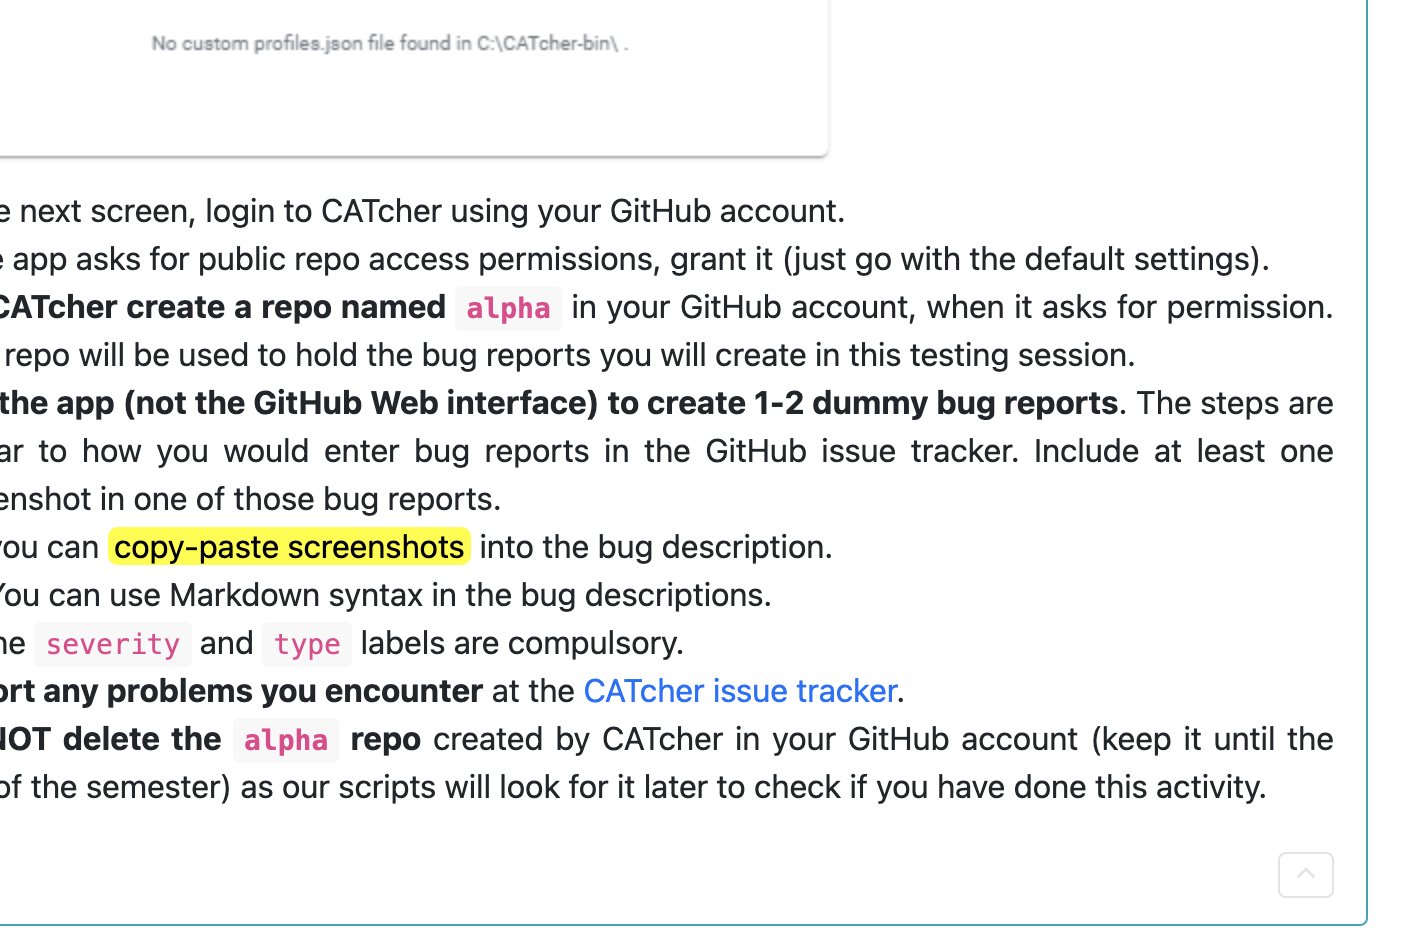 No custom profiles.json file found in C:\CATcher-bin\ .
e next screen, login to CATcher using your GitHub account.
app asks for public repo access permissions, grant it (just go with the default settings).
CATcher create a repo named alpha in your GitHub account, when it asks for permission.
repo will be used to hold the bug reports you will create in this testing session.
the app (not the GitHub Web interface) to create 1-2 dummy bug reports. The steps are
ar to how you would enter bug reports in the GitHub issue tracker. Include at least one
enshot in one of those bug reports.
you can copy-paste screenshots into the bug description.
You can use Markdown syntax in the bug descriptions.
he severity and type labels are compulsory.
ort any problems you encounter at the CATcher issue tracker.
NOT delete the alpha repo created by CATcher in your GitHub account (keep it until the
of the semester) as our scripts will look for it later to check if you have done this activity.